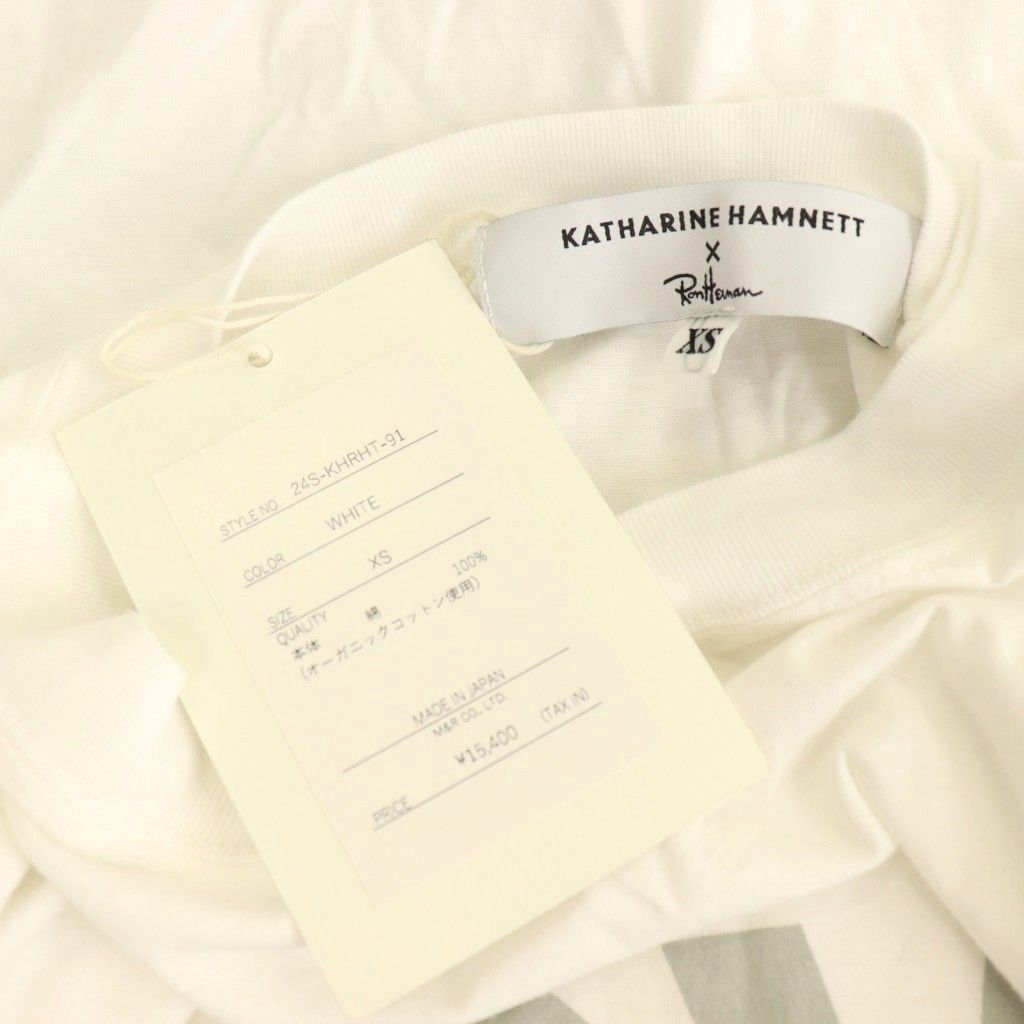 KATHARINE HAMNETT
X
Ron Herman
XS
STYLE NO. 24S-KHRHT-91
COLOR WHITE
SIZE XS
QUALITY 綿 100%
本体
(オーガニックコットン使用)
MADE IN JAPAN
M&R CO., LTD.
PRICE ¥15,400 (TAX IN)